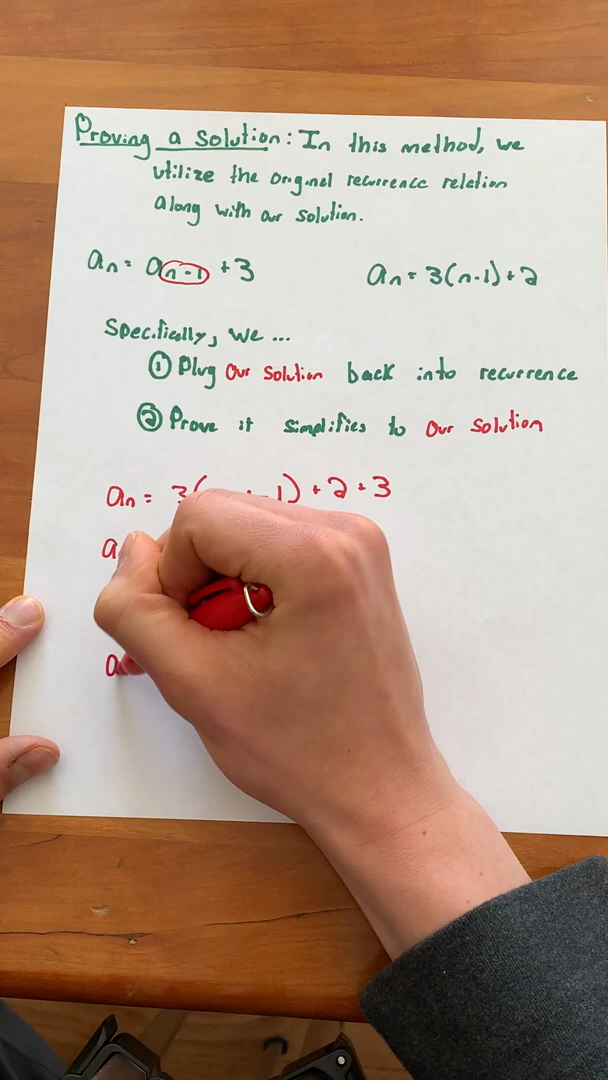 Proving a Solution: In this method, we
utilize the original recurrence relation
along with our solution.
an = an-1 + 3
an = 3(n-1)+2
Specifically, we ...
① Plug our solution back into recurrence
② Prove it simplifies to our solution
an = 3( -1) + 2 + 3
a
a